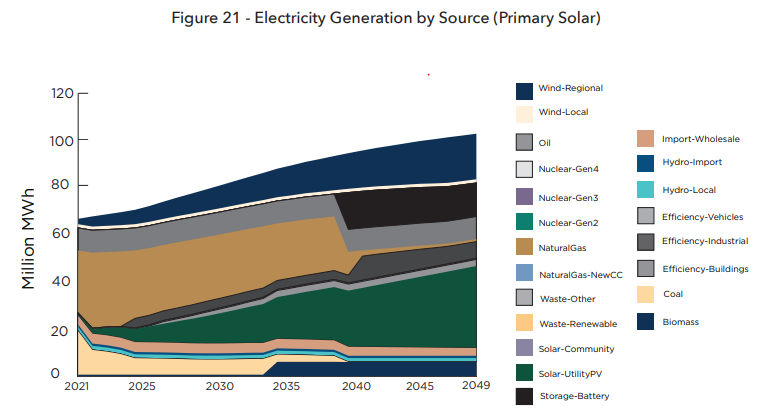 Figure 21 - Electricity Generation by Source (Primary Solar)
Million MWh
120
100
80
60
40
20
0
2021
2025
2030
2035
2040
2045
2049
Wind-Regional
Wind-Local
Oil
Nuclear-Gen4
Nuclear-Gen3
Nuclear-Gen2
NaturalGas
NaturalGas-NewCC
Waste-Other
Waste-Renewable
Solar-Community
Solar-UtilityPV
Storage-Battery
Import-Wholesale
Hydro-Import
Hydro-Local
Efficiency-Vehicles
Efficiency-Industrial
Efficiency-Buildings
Coal
Biomass